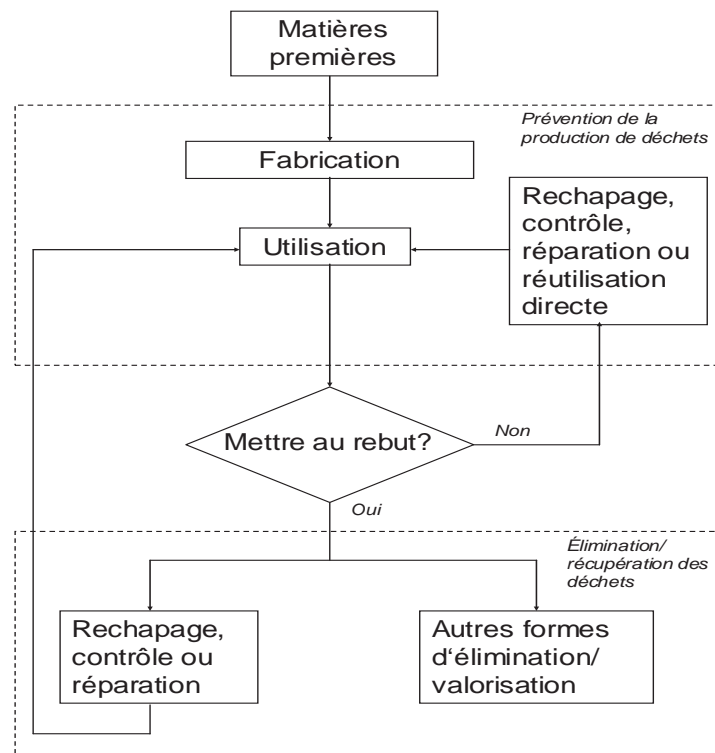 Matières
premières
Prévention de la
production de déchets
Fabrication
Rechapage,
contrôle,
réparation ou
réutilisation
directe
Utilisation
Mettre au rebut?
Non
Oui
Élimination/
récupération des
déchets
Rechapage,
contrôle ou
réparation
Autres formes
d‘élimination/
valorisation